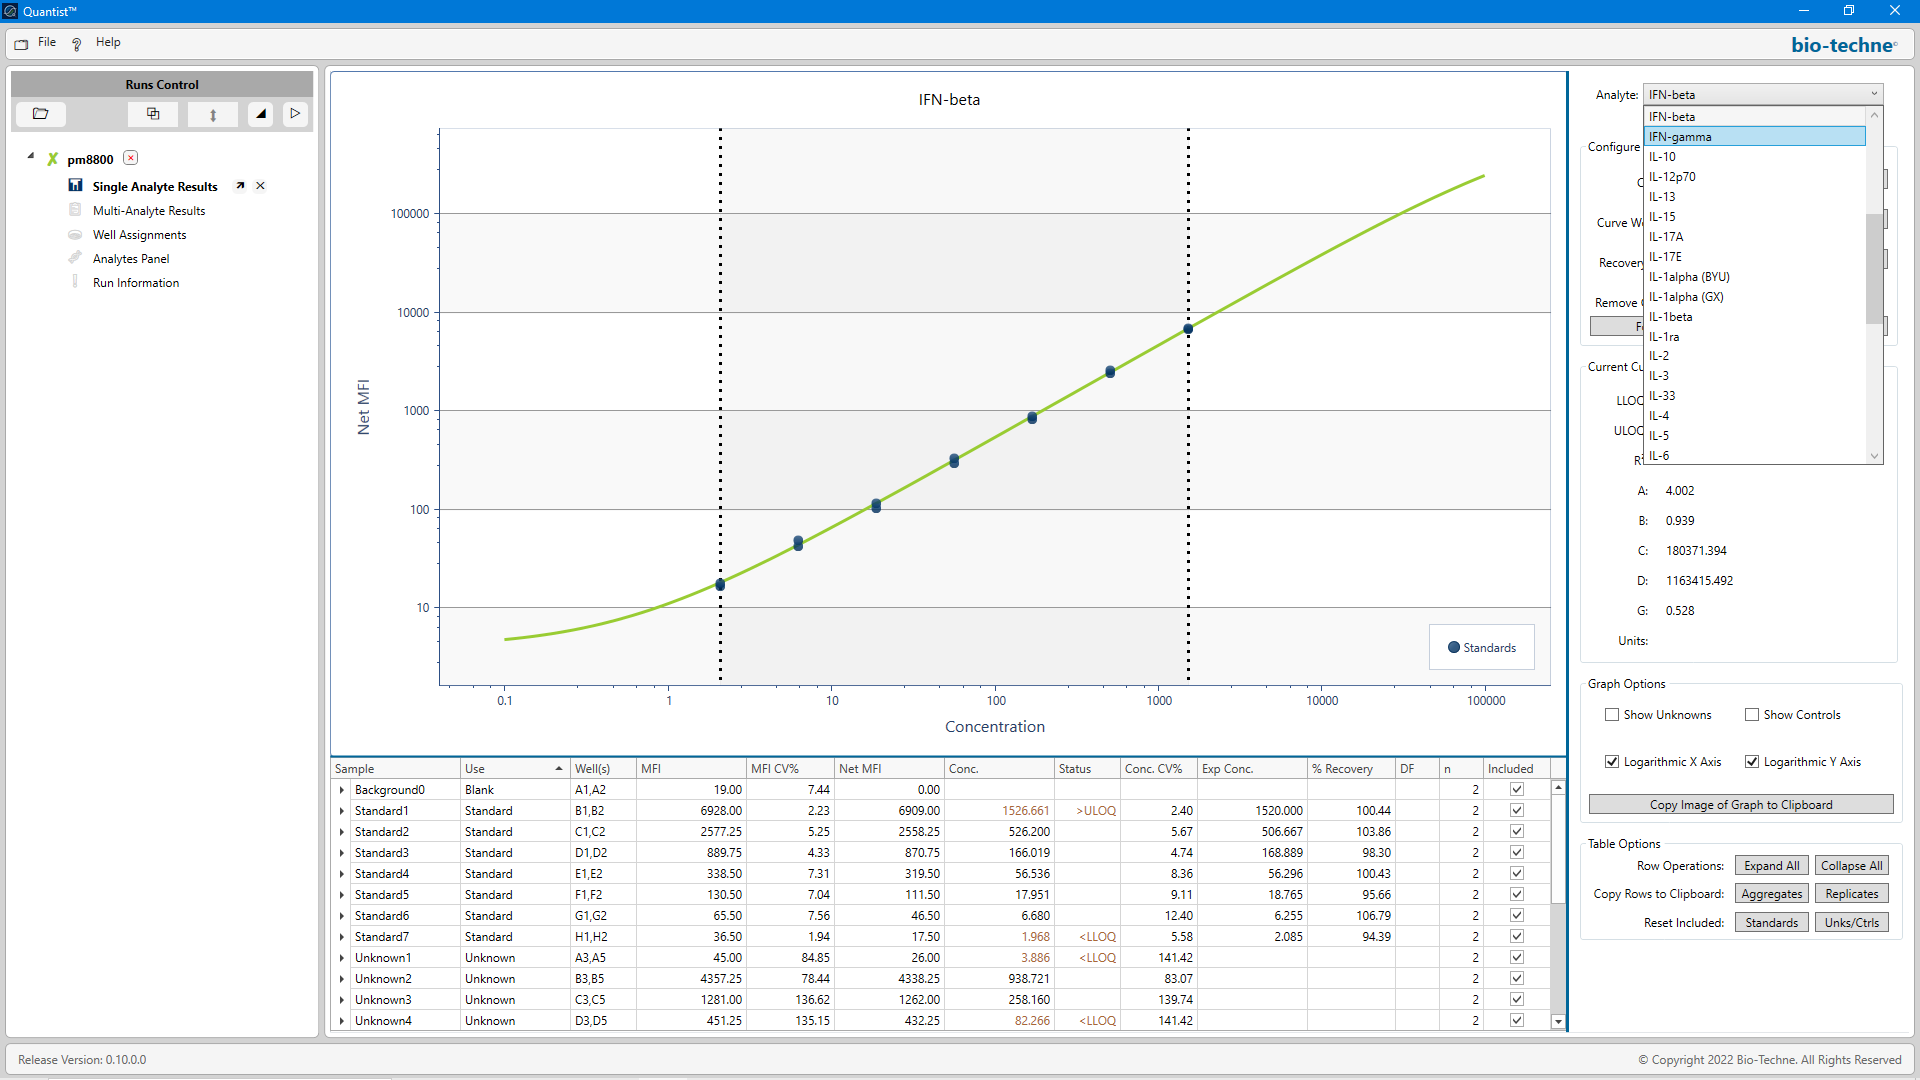 Quantist™
File
Help
bio-techne
Runs Control
pm8800
Single Analyte Results
Multi-Analyte Results
Well Assignments
Analytes Panel
Run Information
IFN-beta
100000
10000
1000
100
10
Net MFI
0.1 1 10 100 1000 10000 100000
Concentration
Standards
Sample Use Well(s) MFI MFI CV% Net MFI Conc. Status Conc. CV% Exp Conc. % Recovery DF n Included
Background0 Blank A1,A2 19.00 7.44 0.00 2
Standard1 Standard B1,B2 6928.00 2.23 6909.00 1526.661 >ULOQ 2.40 1520.000 100.44 2
Standard2 Standard C1,C2 2577.25 5.25 2558.25 526.200 5.67 506.667 103.86 2
Standard3 Standard D1,D2 889.75 4.33 870.75 166.019 4.74 168.889 98.30 2
Standard4 Standard E1,E2 338.50 7.31 319.50 56.536 8.36 56.296 100.43 2
Standard5 Standard F1,F2 130.50 7.04 111.50 17.951 9.11 18.765 95.66 2
Standard6 Standard G1,G2 65.50 7.56 46.50 6.680 12.40 6.255 106.79 2
Standard7 Standard H1,H2 36.50 1.94 17.50 1.968 <LLOQ 5.58 2.085 94.39 2
Unknown1 Unknown A3,A5 45.00 84.85 26.00 3.886 <LLOQ 141.42 2
Unknown2 Unknown B3,B5 4357.25 78.44 4338.25 938.721 83.07 2
Unknown3 Unknown C3,C5 1281.00 136.62 1262.00 258.160 139.74 2
Unknown4 Unknown D3,D5 451.25 135.15 432.25 82.266 <LLOQ 141.42 2
Analyte: IFN-beta
IFN-beta
IFN-gamma
IL-10
IL-12p70
IL-13
IL-15
IL-17A
IL-17E
IL-1alpha (BYU)
IL-1alpha (GX)
IL-1beta
IL-1ra
IL-2
IL-3
IL-33
IL-4
IL-5
IL-6
Configure
Curve
Recovery
Remove
Current
LLOQ
ULOQ
A: 4.002
B: 0.939
C: 180371.394
D: 1163415.492
G: 0.528
Units:
Graph Options
Show Unknowns
Show Controls
Logarithmic X Axis
Logarithmic Y Axis
Copy Image of Graph to Clipboard
Table Options
Row Operations: Expand All Collapse All
Copy Rows to Clipboard: Aggregates Replicates
Reset Included: Standards Unks/Ctrls
Release Version: 0.10.0.0
© Copyright 2022 Bio-Techne. All Rights Reserved